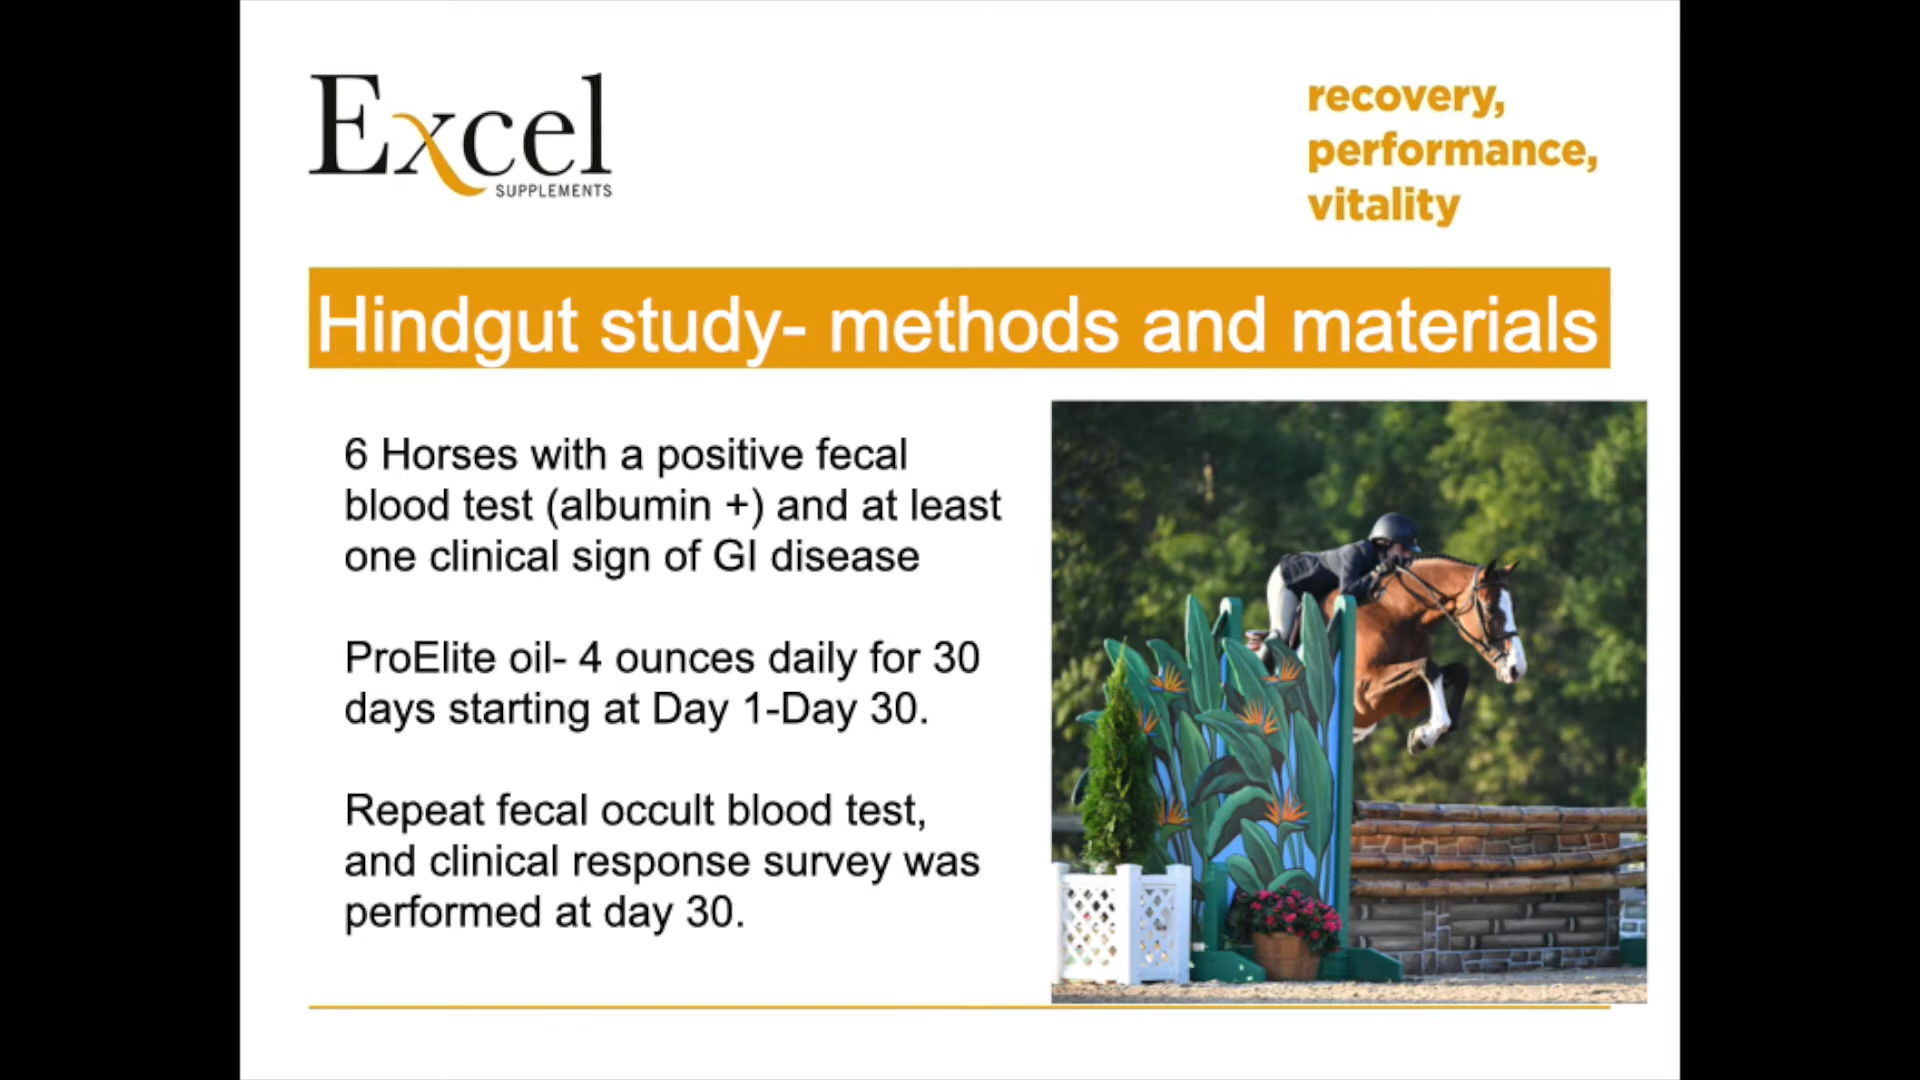 Excel
SUPPLEMENTS
recovery,
performance,
vitality
Hindgut study- methods and materials
6 Horses with a positive fecal
blood test (albumin +) and at least
one clinical sign of GI disease
ProElite oil- 4 ounces daily for 30
days starting at Day 1-Day 30.
Repeat fecal occult blood test,
and clinical response survey was
performed at day 30.